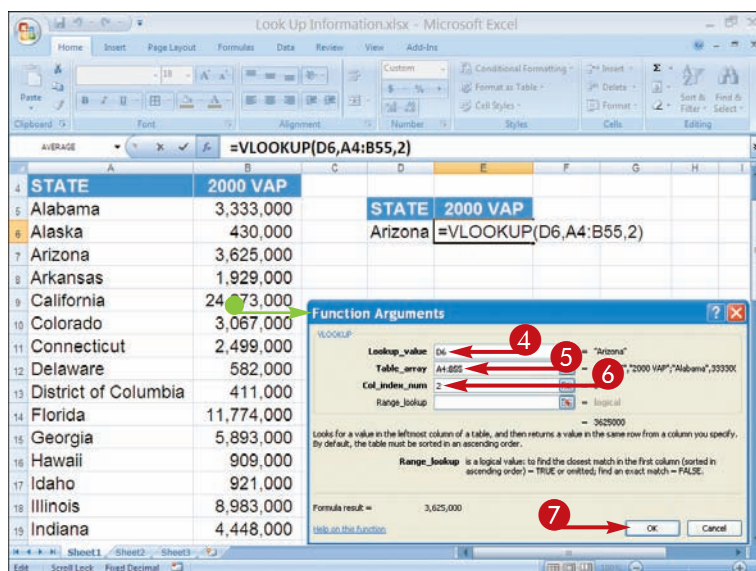 Look Up Information.xlsx - Microsoft Excel
Home Insert Page Layout Formulas Data Review View Add-Ins
Paste
18
Custom
Conditional Formatting
Format as Table
Cell Styles
Insert
Delete
Format
Sort & Filter
Find & Select
Clipboard Font Alignment Number Styles Cells Editing
AVERAGE =VLOOKUP(D6,A4:B55,2)
A B C D E F G H I
4 STATE 2000 VAP
5 Alabama 3,333,000 STATE 2000 VAP
6 Alaska 430,000 Arizona =VLOOKUP(D6,A4:B55,2)
7 Arizona 3,625,000
8 Arkansas 1,929,000
9 California 24,873,000
10 Colorado 3,067,000
11 Connecticut 2,499,000
12 Delaware 582,000
13 District of Columbia 411,000
14 Florida 11,774,000
15 Georgia 5,893,000
16 Hawaii 909,000
17 Idaho 921,000
18 Illinois 8,983,000
19 Indiana 4,448,000
Function Arguments
VLOOKUP
Lookup_value D6 = "Arizona" 4
Table_array A4:B55 = "2000 VAP";"Alabama",33330 5
Col_index_num 2 6
Range_lookup = logical
= 3625000
Looks for a value in the leftmost column of a table, and then returns a value in the same row from a column you specify.
By default, the table must be sorted in an ascending order.
Range_lookup is a logical value: to find the closest match in the first column (sorted in
ascending order) = TRUE or omitted; find an exact match = FALSE.
Formula result = 3,625,000
Help on this function 7 OK Cancel
Sheet1 Sheet2 Sheet3
Edit Scroll Lock Fixed Decimal 100%